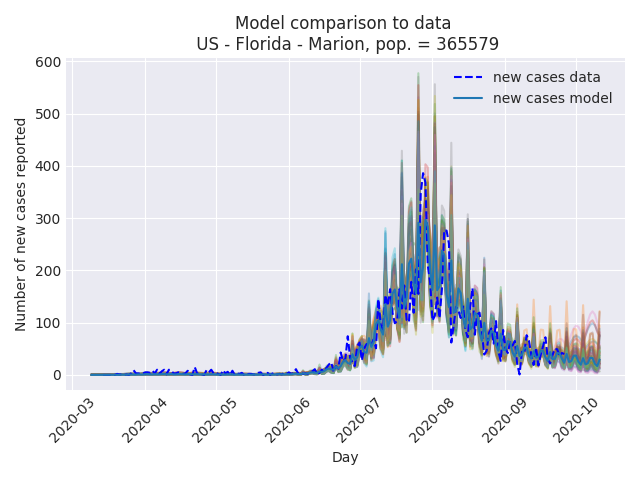 Model comparison to data
US - Florida - Marion, pop. = 365579
new cases data
new cases model
Number of new cases reported
600
500
400
300
200
100
0
2020-03
2020-04
2020-05
2020-06
2020-07
2020-08
2020-09
2020-10
Day